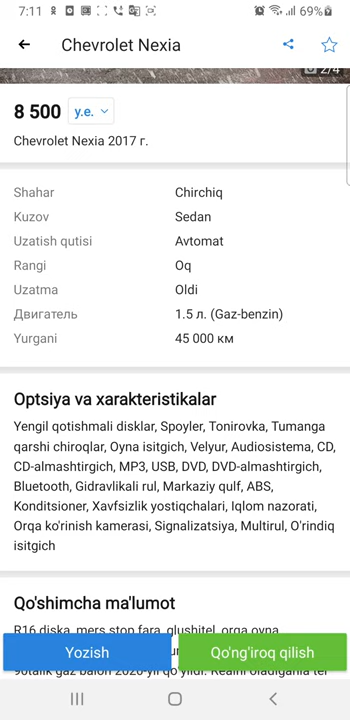 7:11
69%
Chevrolet Nexia
2/4
8 500 y.e.
Chevrolet Nexia 2017 г.
Shahar Chirchiq
Kuzov Sedan
Uzatish qutisi Avtomat
Rangi Oq
Uzatma Oldi
Двигатель 1.5 л. (Gaz-benzin)
Yurgani 45 000 км
Optsiya va xarakteristikalar
Yengil qotishmali disklar, Spoyler, Tonirovka, Tumanga
qarshi chiroqlar, Oyna isitgich, Velyur, Audiosistema, CD,
CD-almashtirgich, MP3, USB, DVD, DVD-almashtirgich,
Bluetooth, Gidravlikali rul, Markaziy qulf, ABS,
Konditsioner, Xavfsizlik yostiqchalari, Iqlom nazorati,
Orqa ko'rinish kamerasi, Signalizatsiya, Multirul, O'rindiq
isitgich
Qo'shimcha ma'lumot
R16 diska, mers stop fara, glushitel, orqa oyna
Yozish
Qo'ng'iroq qilish
90talik gaz balon 2020-yil qo'yildi. Realni oladiganga tel